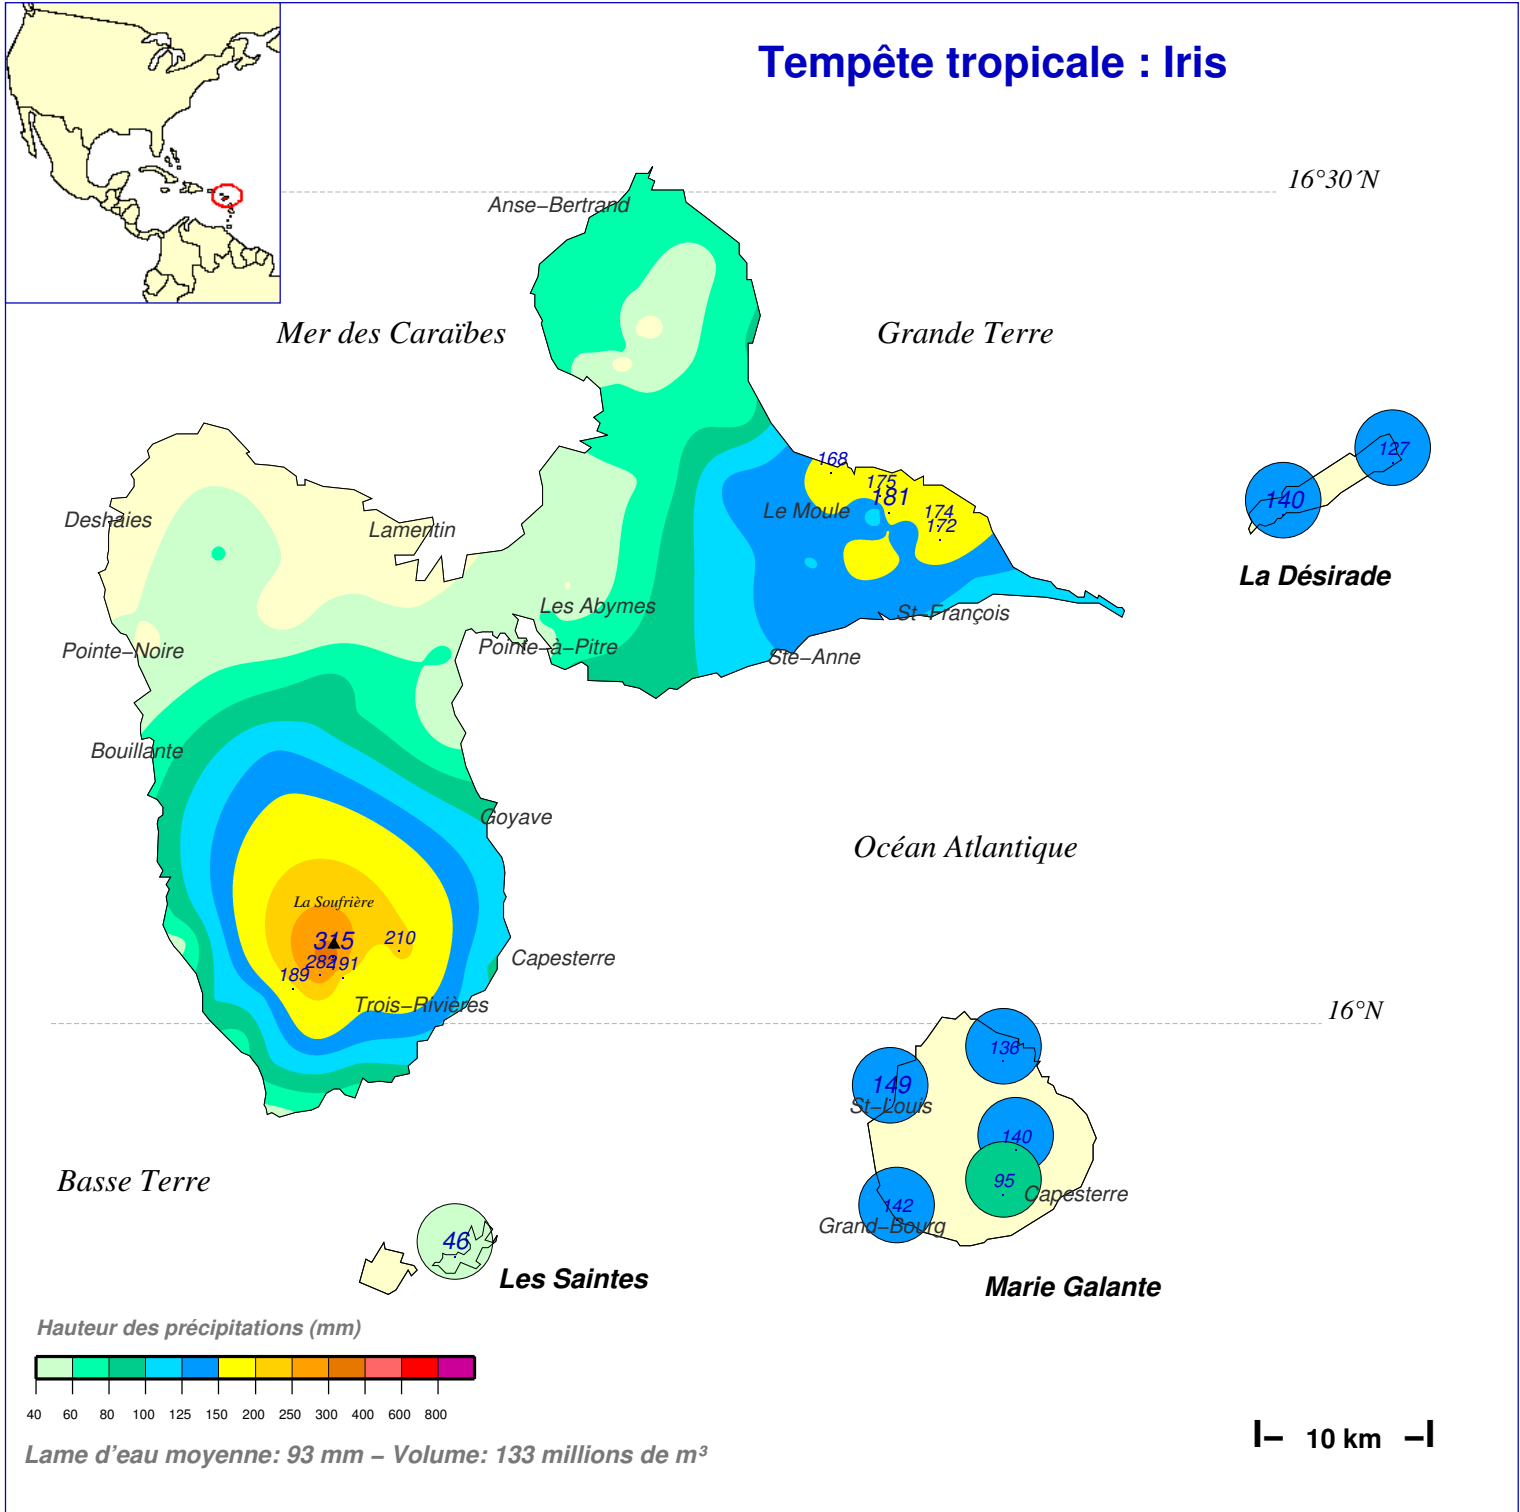 Tempête tropicale : Iris
16°30´N
Anse−Bertrand
Mer des Caraïbes
Grande Terre
127
168
175
181
140
174
172
Le Moule
Deshaies
Lamentin
La Désirade
Les Abymes
St−François
Pointe−Noire
Pointe−à−Pitre
Ste−Anne
Bouillante
Goyave
Océan Atlantique
La Soufrière
315
210
282
191
189
Capesterre
Trois−Rivières
16°N
136
149
St−Louis
140
95
Capesterre
142
Grand−Bourg
Basse Terre
46
Les Saintes
Marie Galante
Hauteur des précipitations (mm)
40 60 80 100 125 150 200 250 300 400 600 800
10 km
Lame d'eau moyenne: 93 mm − Volume: 133 millions de m³